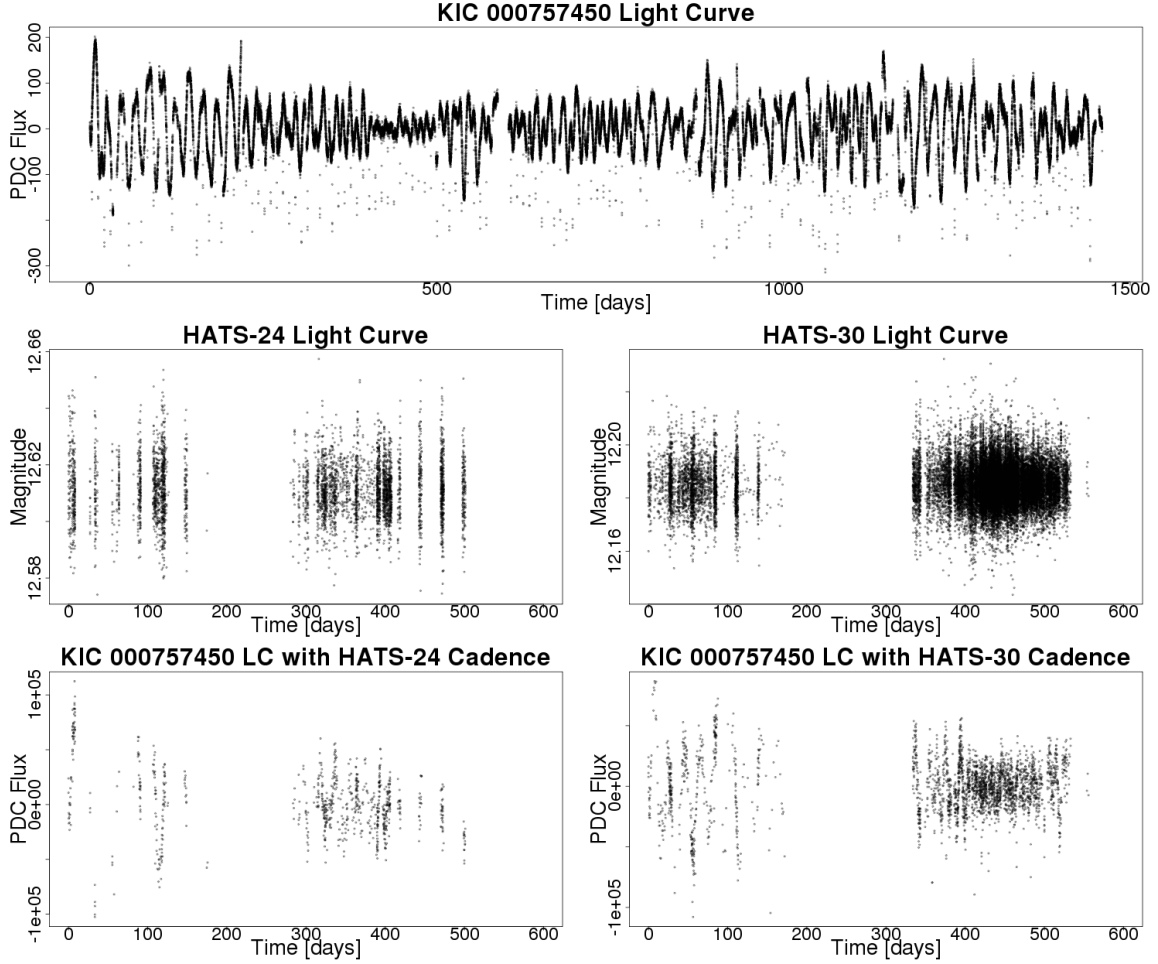 KIC 000757450 Light Curve
PDC Flux
200
100
0
-100
-300
0 500 1000 1500
Time [days]
HATS-24 Light Curve
Magnitude
12.66
12.62
12.58
0 100 200 300 400 500 600
Time [days]
HATS-30 Light Curve
Magnitude
12.20
12.16
0 100 200 300 400 500 600
Time [days]
KIC 000757450 LC with HATS-24 Cadence
PDC Flux
1e+05
0e+00
-1e+05
0 100 200 300 400 500 600
Time [days]
KIC 000757450 LC with HATS-30 Cadence
PDC Flux
0e+00
-1e+05
0 100 200 300 400 500 600
Time [days]